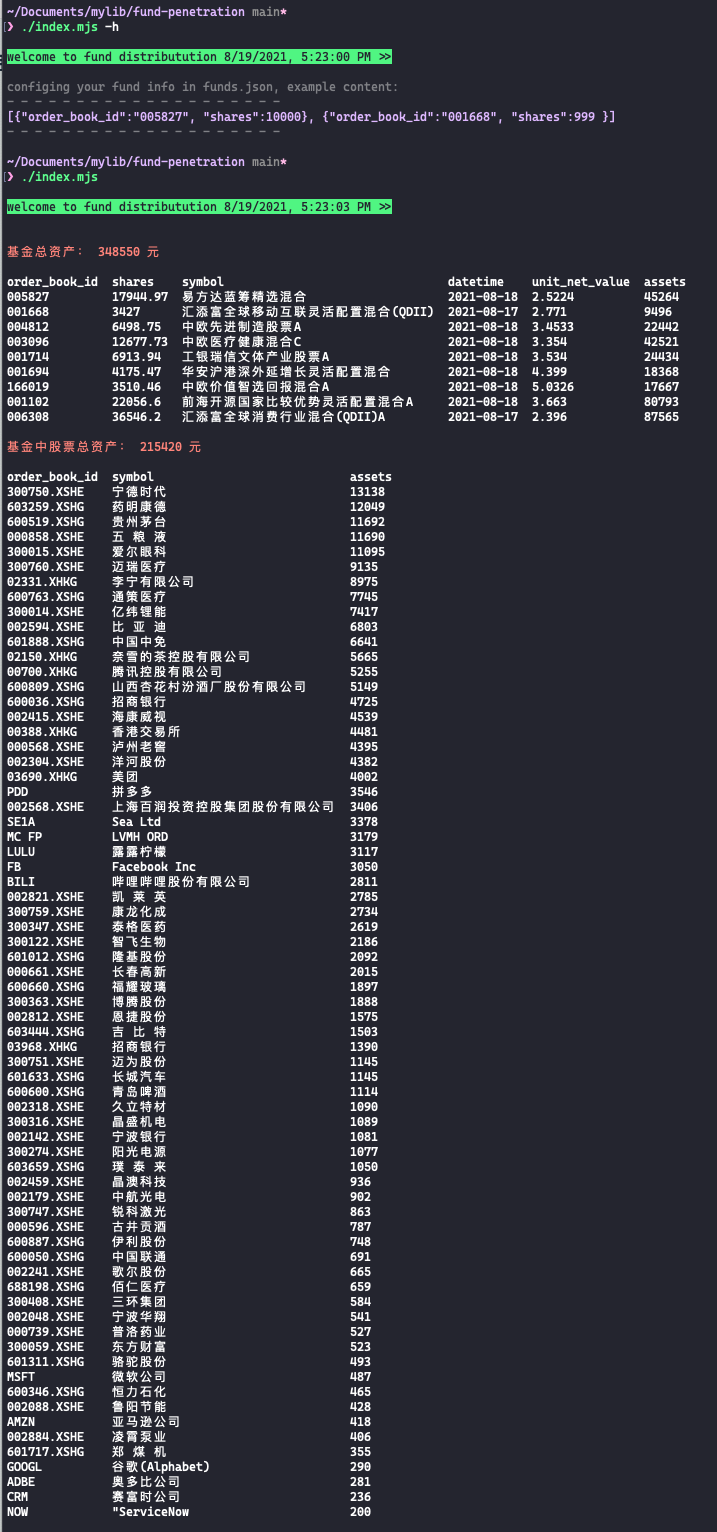 ~/Documents/mylib/fund-penetration main*
❯ ./index.mjs -h
welcome to fund distributution 8/19/2021, 5:23:00 PM >>
configing your fund info in funds.json, example content:
- - - - - - - - - - - - - - - - - - - -
[{"order_book_id":"005827", "shares":10000}, {"order_book_id":"001668", "shares":999 }]
- - - - - - - - - - - - - - - - - - - -
~/Documents/mylib/fund-penetration main*
❯ ./index.mjs
welcome to fund distributution 8/19/2021, 5:23:03 PM >>
基金总资产: 348550 元
order_book_id shares symbol datetime unit_net_value assets
005827 17944.97 易方达蓝筹精选混合 2021-08-18 2.5224 45264
001668 3427 汇添富全球移动互联灵活配置混合(QDII) 2021-08-17 2.771 9496
004812 6498.75 中欧先进制造股票A 2021-08-18 3.4533 22442
003096 12677.73 中欧医疗健康混合C 2021-08-18 3.354 42521
001714 6913.94 工银瑞信文体产业股票A 2021-08-18 3.534 24434
001694 4175.47 华安沪港深外延增长灵活配置混合 2021-08-18 4.399 18368
166019 3510.46 中欧价值智选回报混合A 2021-08-18 5.0326 17667
001102 22056.6 前海开源国家比较优势灵活配置混合A 2021-08-18 3.663 80793
006308 36546.2 汇添富全球消费行业混合(QDII)A 2021-08-17 2.396 87565
基金中股票总资产: 215420 元
order_book_id symbol assets
300750.XSHE 宁德时代 13138
603259.XSHG 药明康德 12049
600519.XSHG 贵州茅台 11692
000858.XSHE 五 粮 液 11690
300015.XSHE 爱尔眼科 11095
300760.XSHE 迈瑞医疗 9135
02331.XHKG 李宁有限公司 8975
600763.XSHG 通策医疗 7745
300014.XSHE 亿纬锂能 7417
002594.XSHE 比 亚 迪 6803
601888.XSHG 中国中免 6641
02150.XHKG 奈雪的茶控股有限公司 5665
00700.XHKG 腾讯控股有限公司 5255
600809.XSHG 山西杏花村汾酒厂股份有限公司 5149
600036.XSHG 招商银行 4725
002415.XSHE 海康威视 4539
00388.XHKG 香港交易所 4481
000568.XSHE 泸州老窖 4395
002304.XSHE 洋河股份 4382
03690.XHKG 美团 4002
PDD 拼多多 3546
002568.XSHE 上海百润投资控股集团股份有限公司 3406
SE1A Sea Ltd 3378
MC FP LVMH ORD 3179
LULU 露露柠檬 3117
FB Facebook Inc 3050
BILI 哔哩哔哩股份有限公司 2811
002821.XSHE 凯 莱 英 2785
300759.XSHE 康龙化成 2734
300347.XSHE 泰格医药 2619
300122.XSHE 智飞生物 2186
601012.XSHG 隆基股份 2092
000661.XSHE 长春高新 2015
600660.XSHG 福耀玻璃 1897
300363.XSHE 博腾股份 1888
002812.XSHE 恩捷股份 1575
603444.XSHG 吉 比 特 1503
03968.XHKG 招商银行 1390
300751.XSHE 迈为股份 1145
601633.XSHG 长城汽车 1145
600600.XSHG 青岛啤酒 1114
002318.XSHE 久立特材 1090
300316.XSHE 晶盛机电 1089
002142.XSHE 宁波银行 1081
300274.XSHE 阳光电源 1077
603659.XSHG 璞 泰 来 1050
002459.XSHE 晶澳科技 936
002179.XSHE 中航光电 902
300747.XSHE 锐科激光 863
000596.XSHE 古井贡酒 787
600887.XSHG 伊利股份 748
600050.XSHG 中国联通 691
002241.XSHE 歌尔股份 665
688198.XSHG 佰仁医疗 659
300408.XSHE 三环集团 584
002048.XSHE 宁波华翔 541
000739.XSHE 普洛药业 527
300059.XSHE 东方财富 523
601311.XSHG 骆驼股份 493
MSFT 微软公司 487
600346.XSHG 恒力石化 465
002088.XSHE 鲁阳节能 428
AMZN 亚马逊公司 418
002884.XSHE 凌霄泵业 406
601717.XSHG 郑 煤 机 355
GOOGL 谷歌(Alphabet) 290
ADBE 奥多比公司 281
CRM 赛富时公司 236
NOW "ServiceNow 200